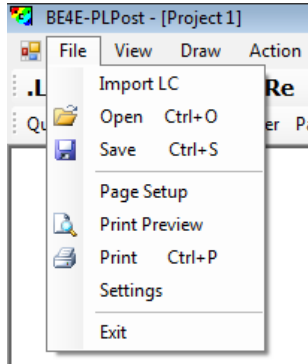 BE4E-PLPost - [Project 1]
File View Draw Action
Import LC
Open Ctrl+O
Save Ctrl+S
Page Setup
Print Preview
Print Ctrl+P
Settings
Exit